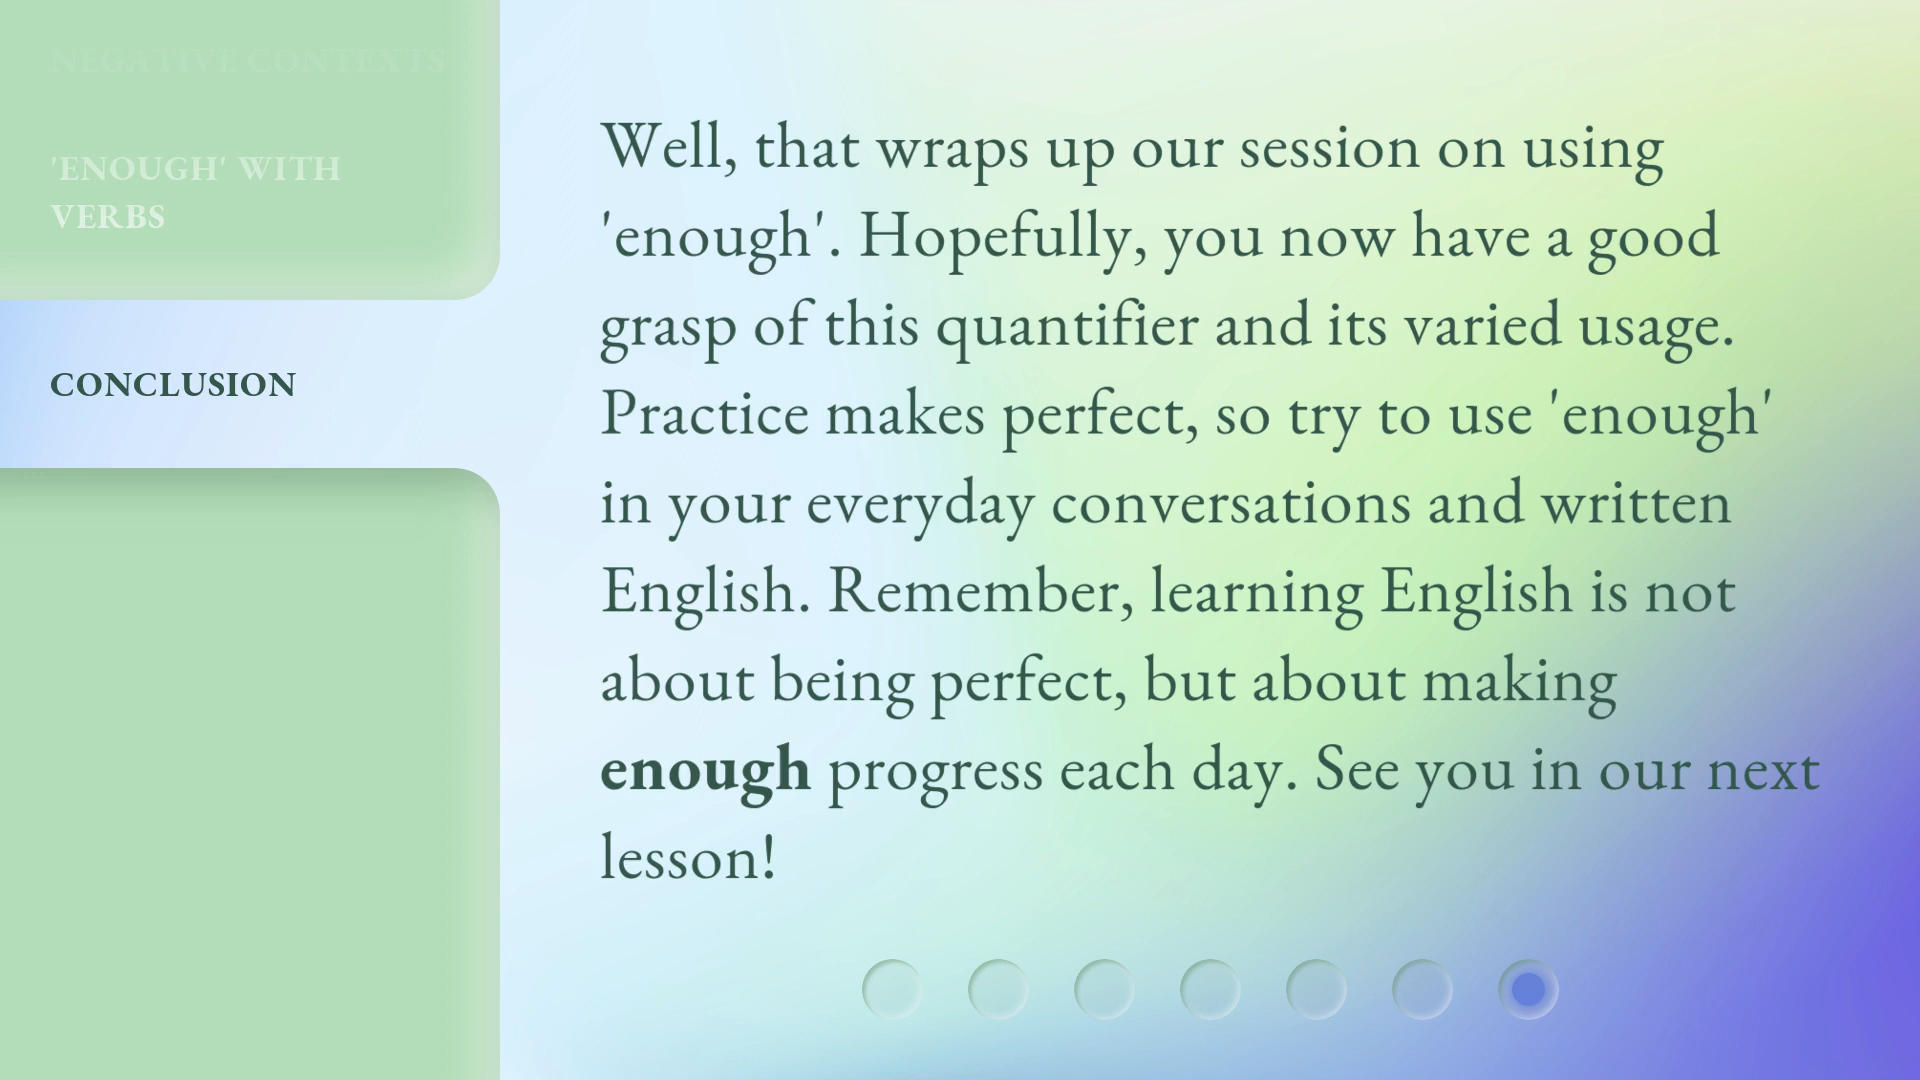 NEGATIVE CONTEXTS
'ENOUGH' WITH
VERBS
CONCLUSION
Well, that wraps up our session on using
'enough'. Hopefully, you now have a good
grasp of this quantifier and its varied usage.
Practice makes perfect, so try to use 'enough'
in your everyday conversations and written
English. Remember, learning English is not
about being perfect, but about making
enough progress each day. See you in our next
lesson!